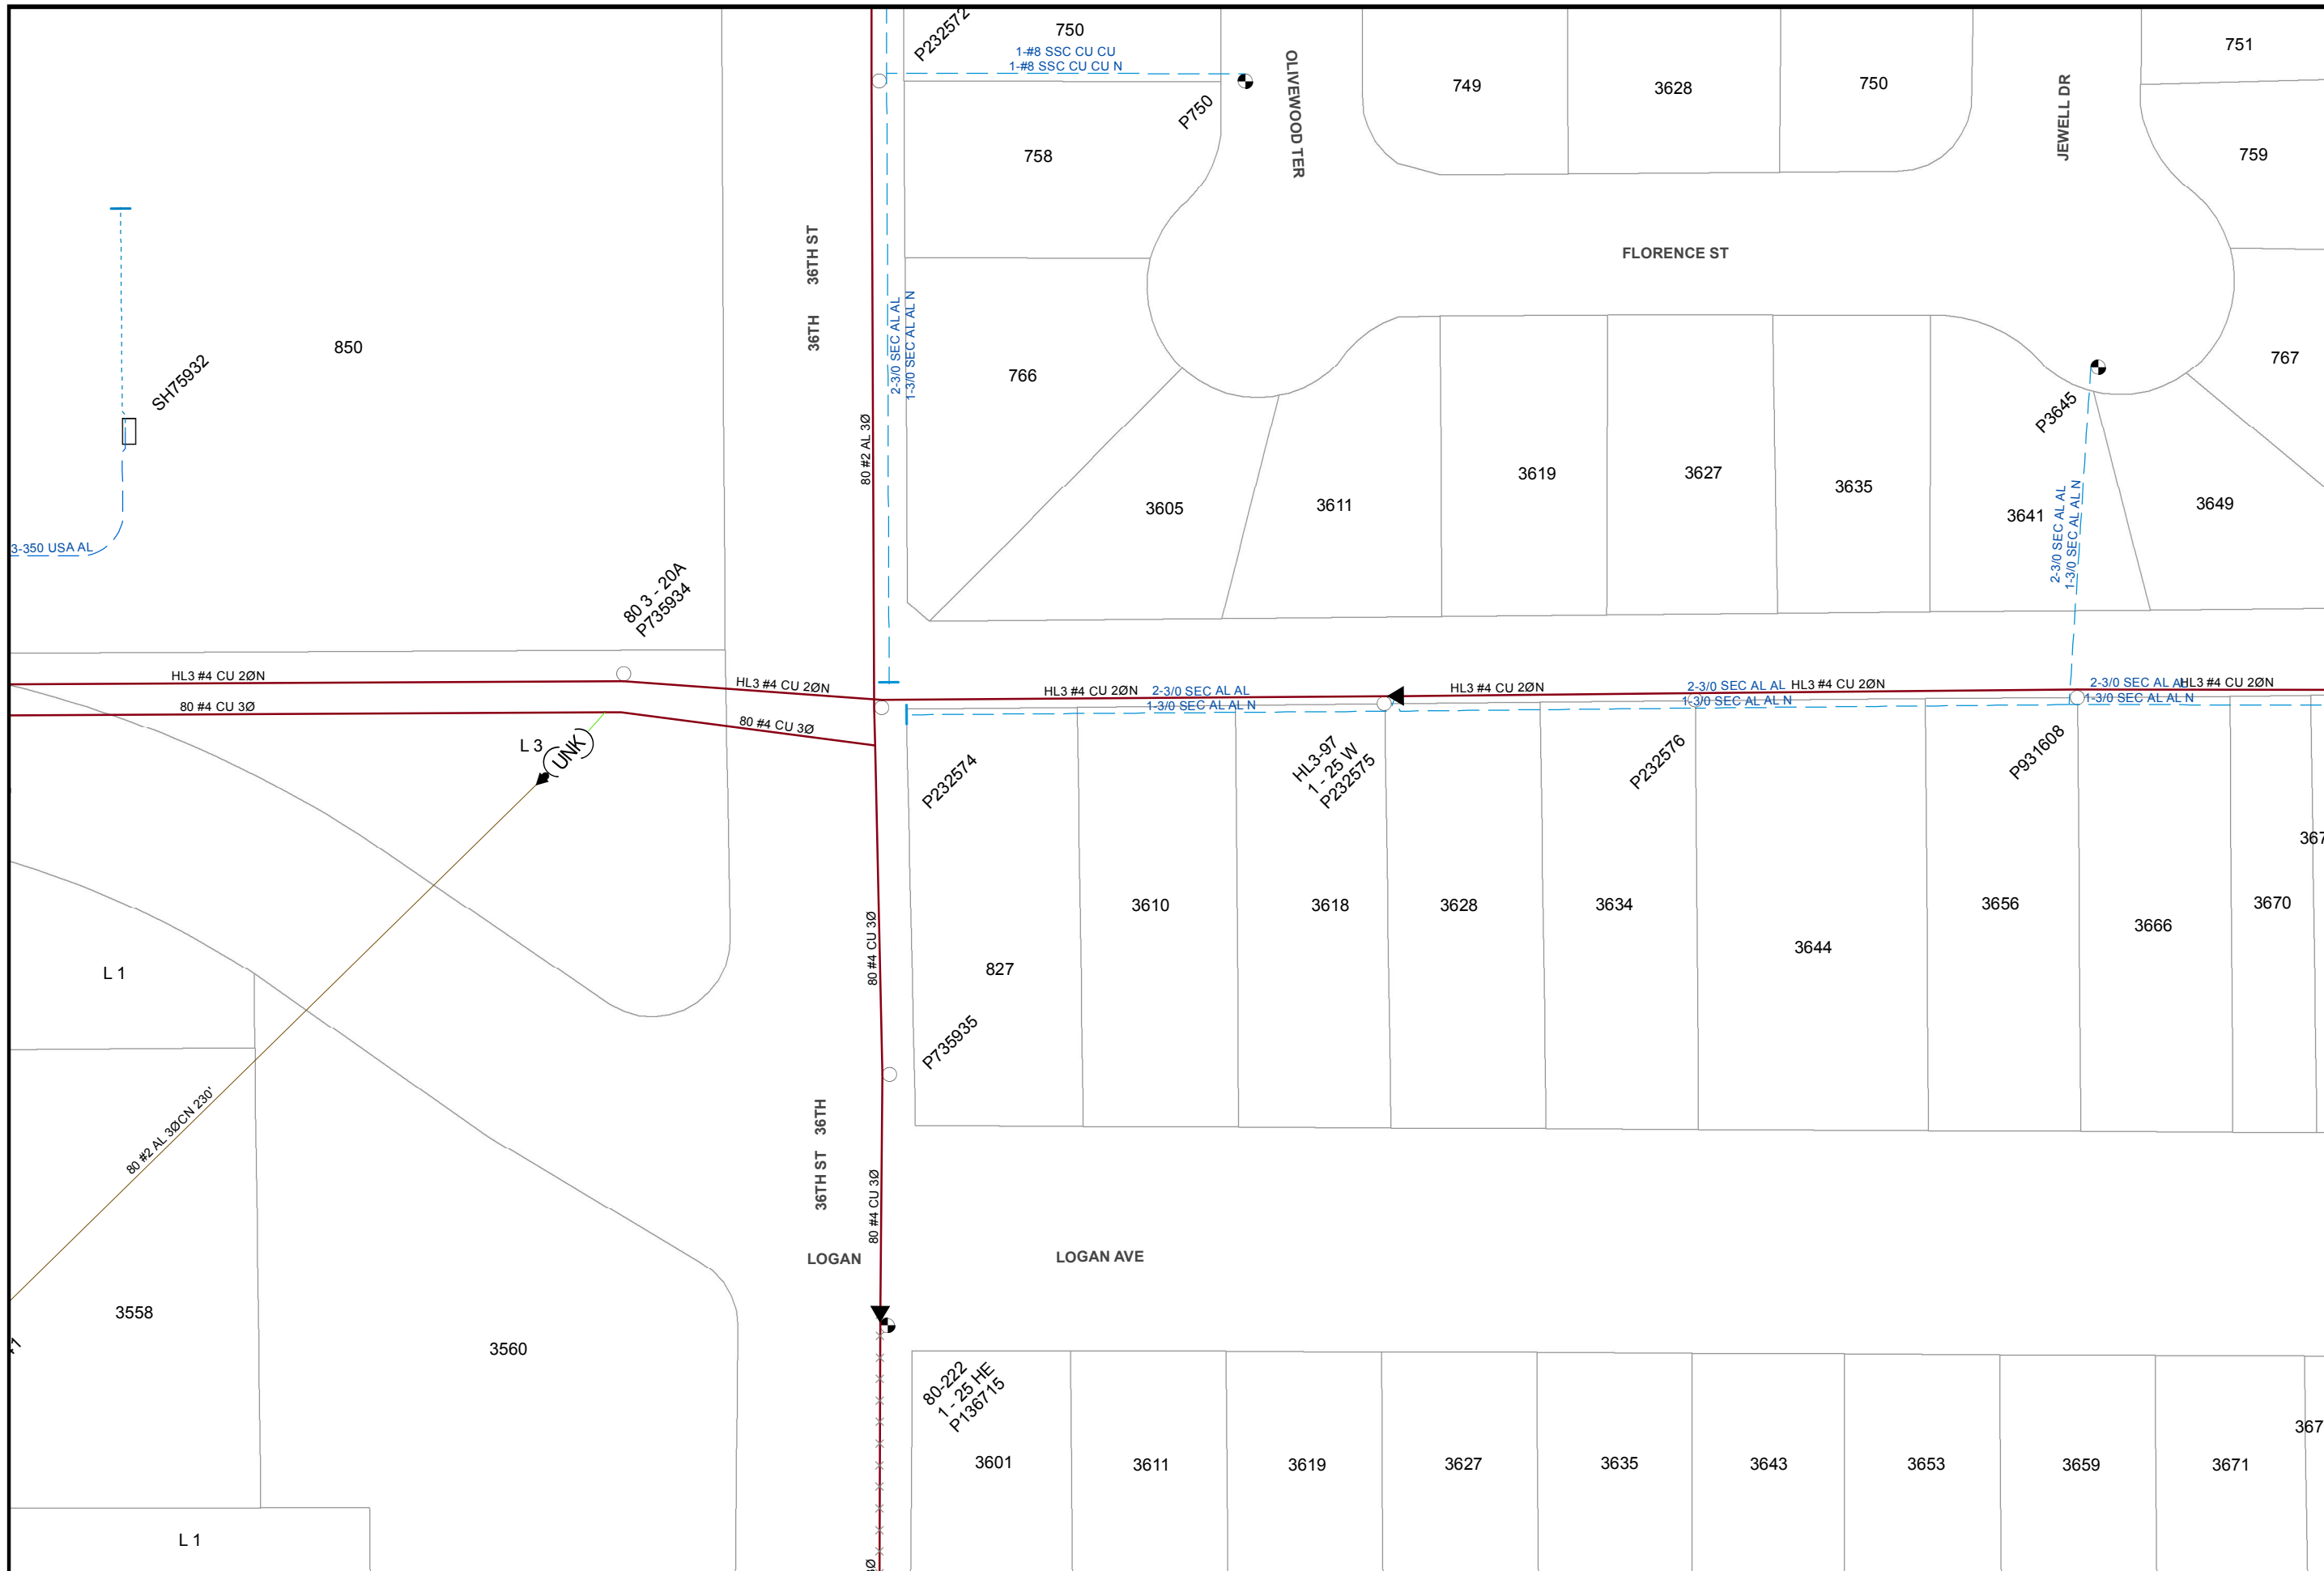 P232572
750
1-#8 SSC CU CU
1-#8 SSC CU CU N
P750
OLIVEWOOD TER
749
3628
750
JEWELL DR
751
759
758
36TH ST
36TH
FLORENCE ST
2-3/0 SEC AL AL
1-3/0 SEC AL AL N
850
SH75932
766
767
80 #2 AL 3Ø
P3645
3605
3611
3619
3627
3635
3641
3649
2-3/0 SEC AL AL
1-3/0 SEC AL AL N
3-350 USA AL
80 3 - 20A
P735934
HL3 #4 CU 2ØN
HL3 #4 CU 2ØN
HL3 #4 CU 2ØN
2-3/0 SEC AL AL
1-3/0 SEC AL AL N
HL3 #4 CU 2ØN
2-3/0 SEC AL AL
1-3/0 SEC AL AL N
HL3 #4 CU 2ØN
2-3/0 SEC AL AL
1-3/0 SEC AL AL N
HL3 #4 CU 2ØN
80 #4 CU 3Ø
80 #4 CU 3Ø
L 3
(UNK)
P232574
HL3-97
1 - 25 W
P232575
P232576
P931608
367
80 #4 CU 3Ø
3610
3618
3628
3634
3644
3656
3666
3670
827
L 1
P735935
80 #2 AL 3ØCN 230'
36TH
36TH ST
80 #4 CU 3Ø
LOGAN
LOGAN AVE
3558
3560
80-222
1 - 25 HE
P136715
3601
3611
3619
3627
3635
3643
3653
3659
3671
367
L 1